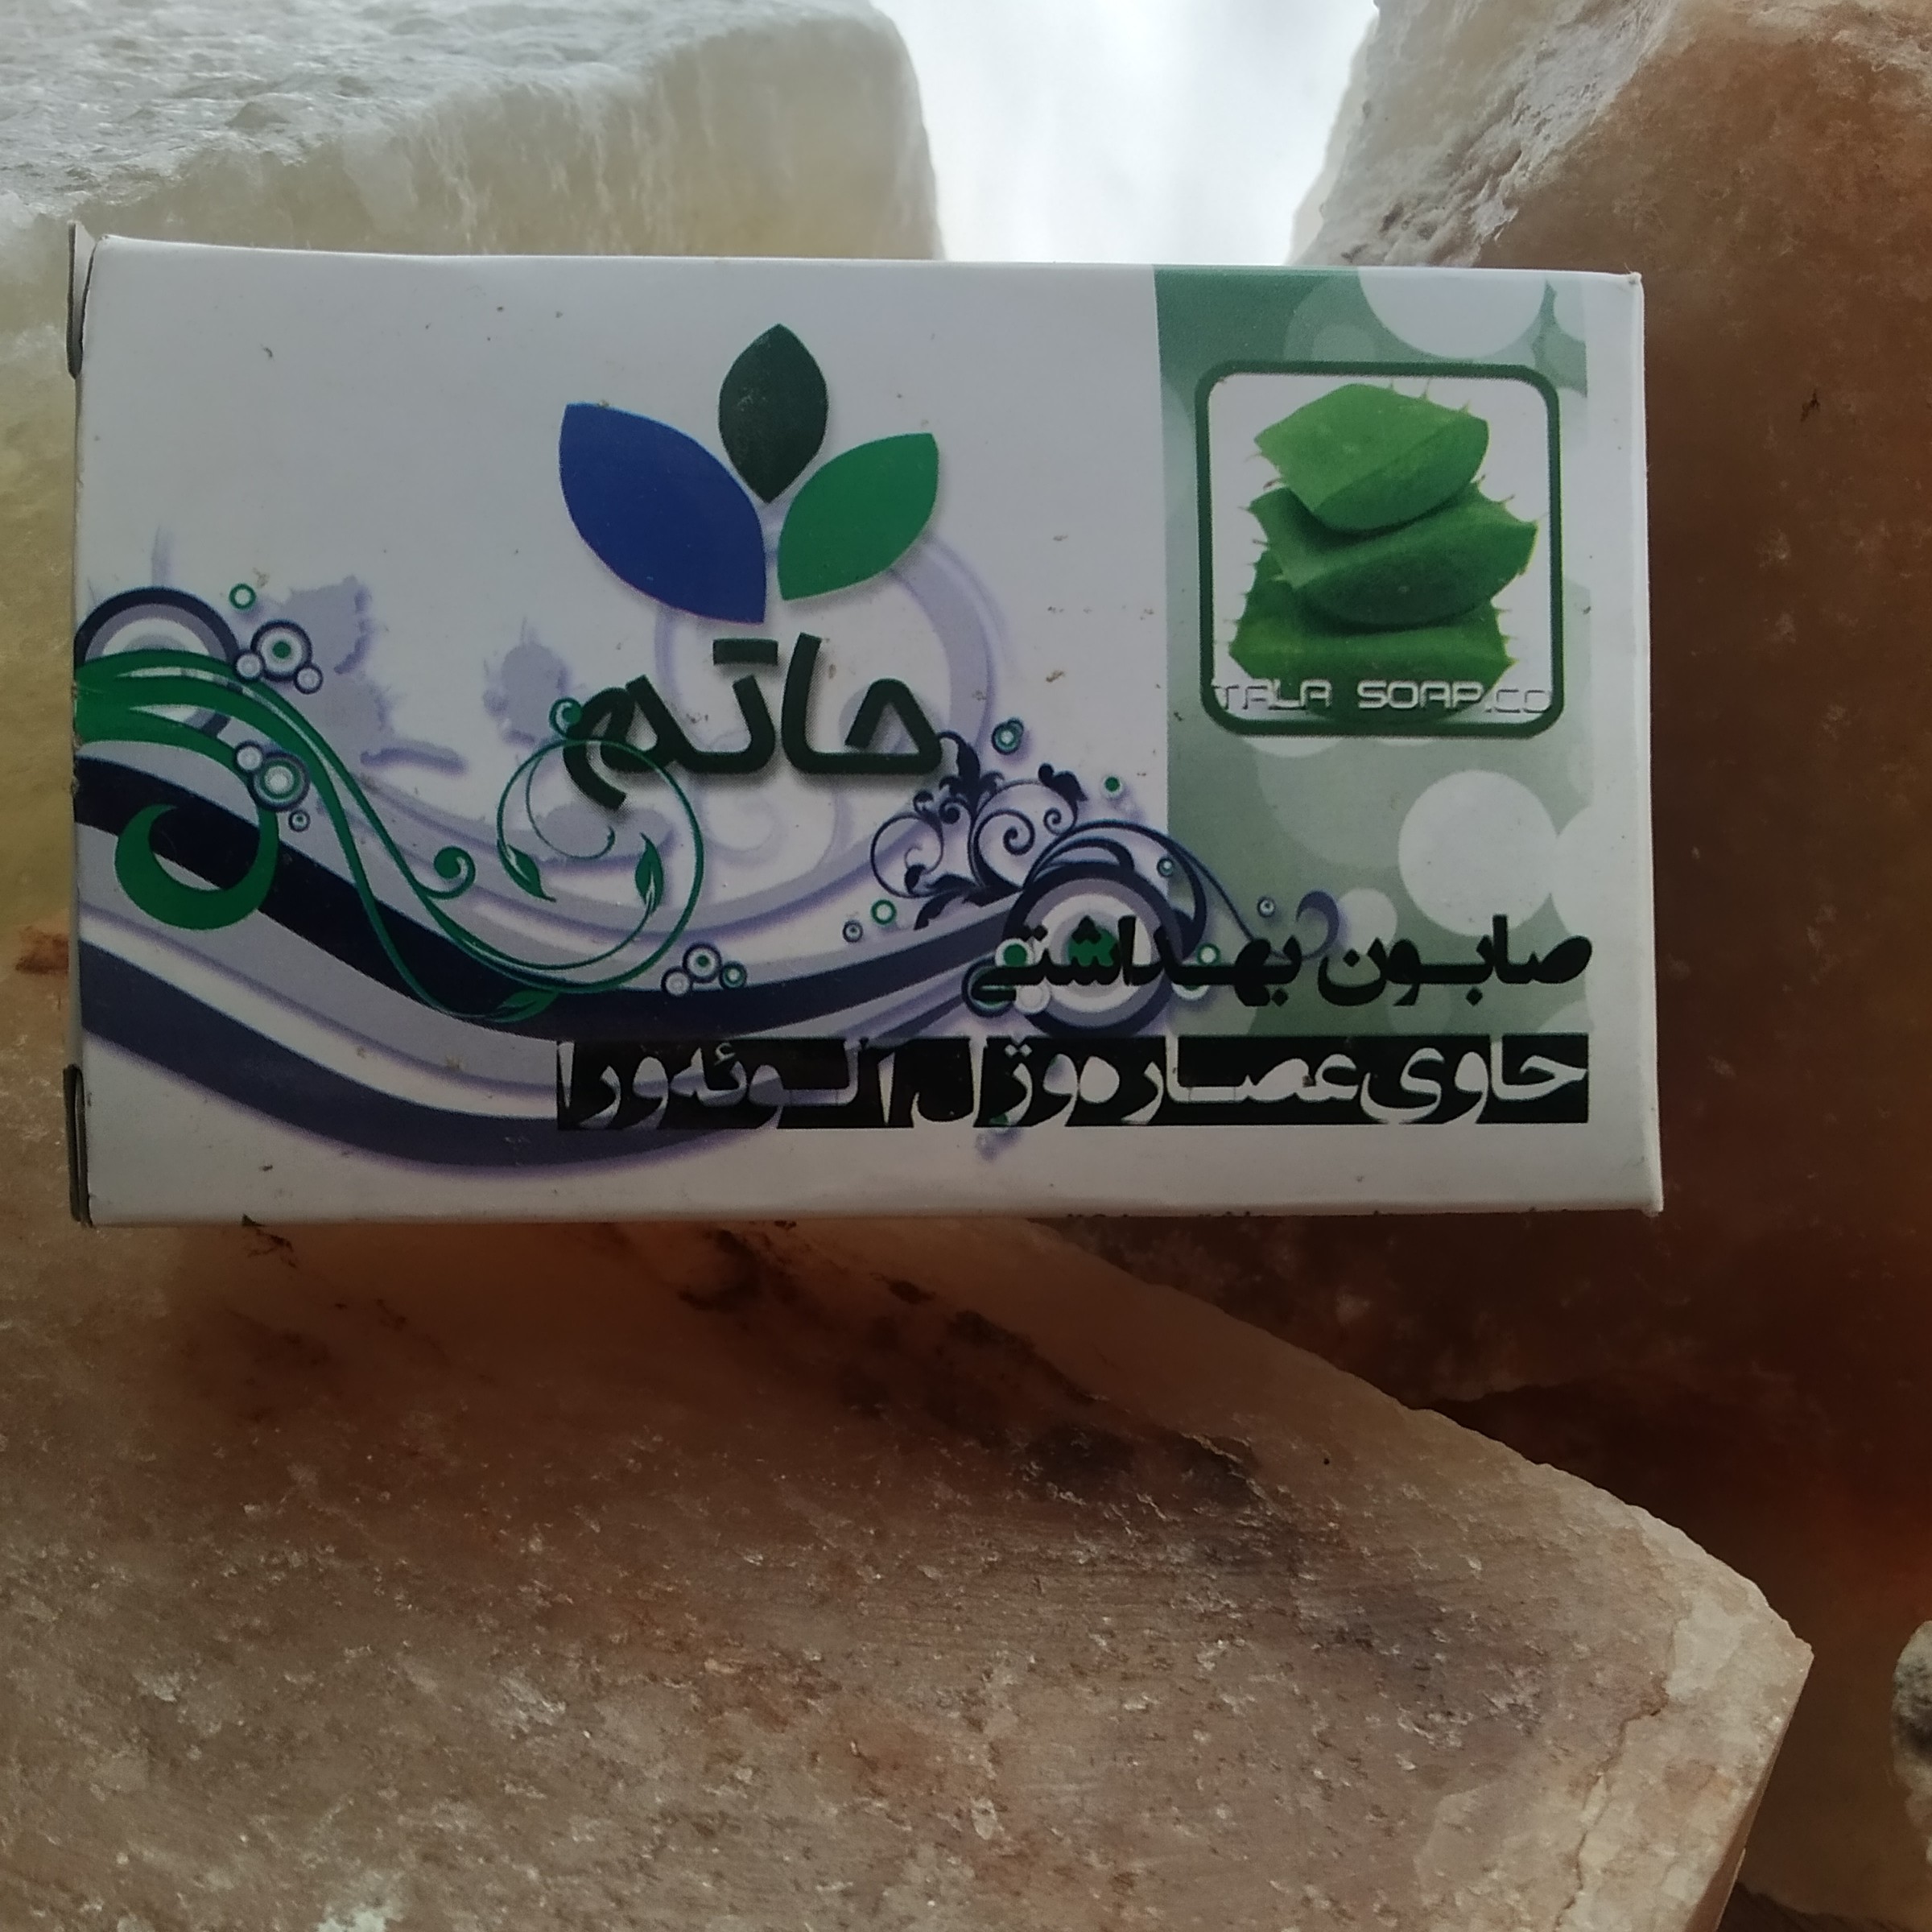 حاتم
TALA SOAP.CO
صابون بهداشتی
حاوی عصاره و ژل آلوئه ورا